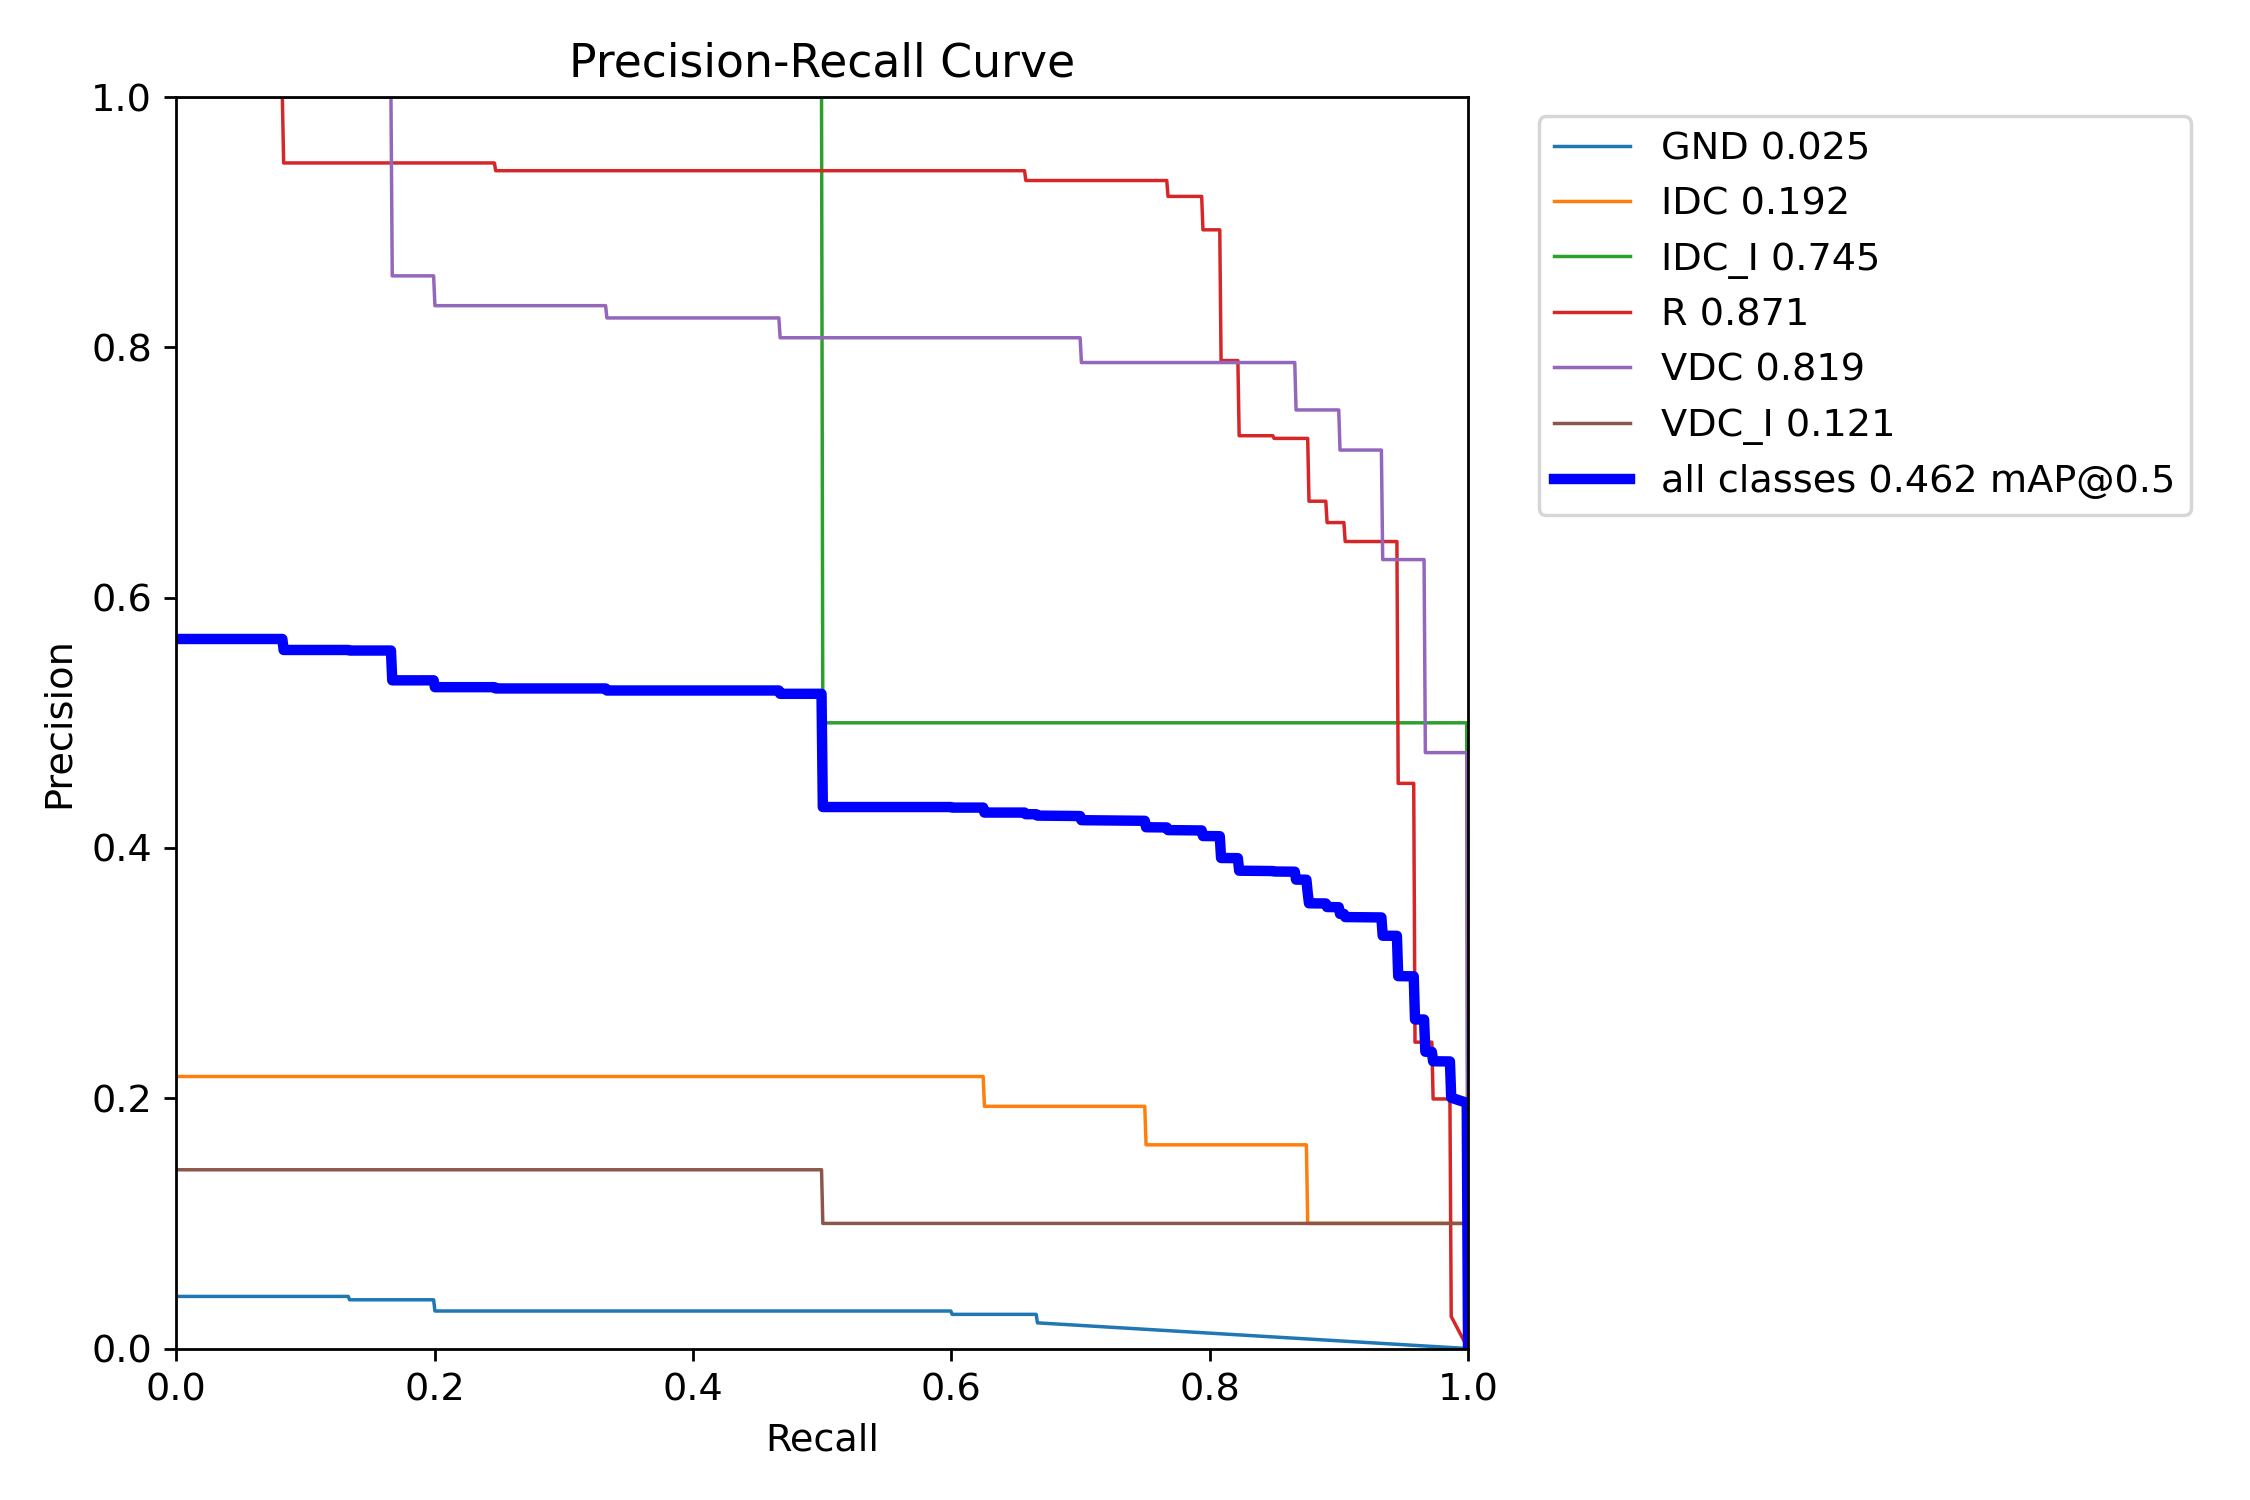 Precision-Recall Curve
1.0
0.8
0.6
0.4
0.2
0.0
Precision
0.0 0.2 0.4 0.6 0.8 1.0
Recall
GND 0.025
IDC 0.192
IDC_I 0.745
R 0.871
VDC 0.819
VDC_I 0.121
all classes 0.462 mAP@0.5